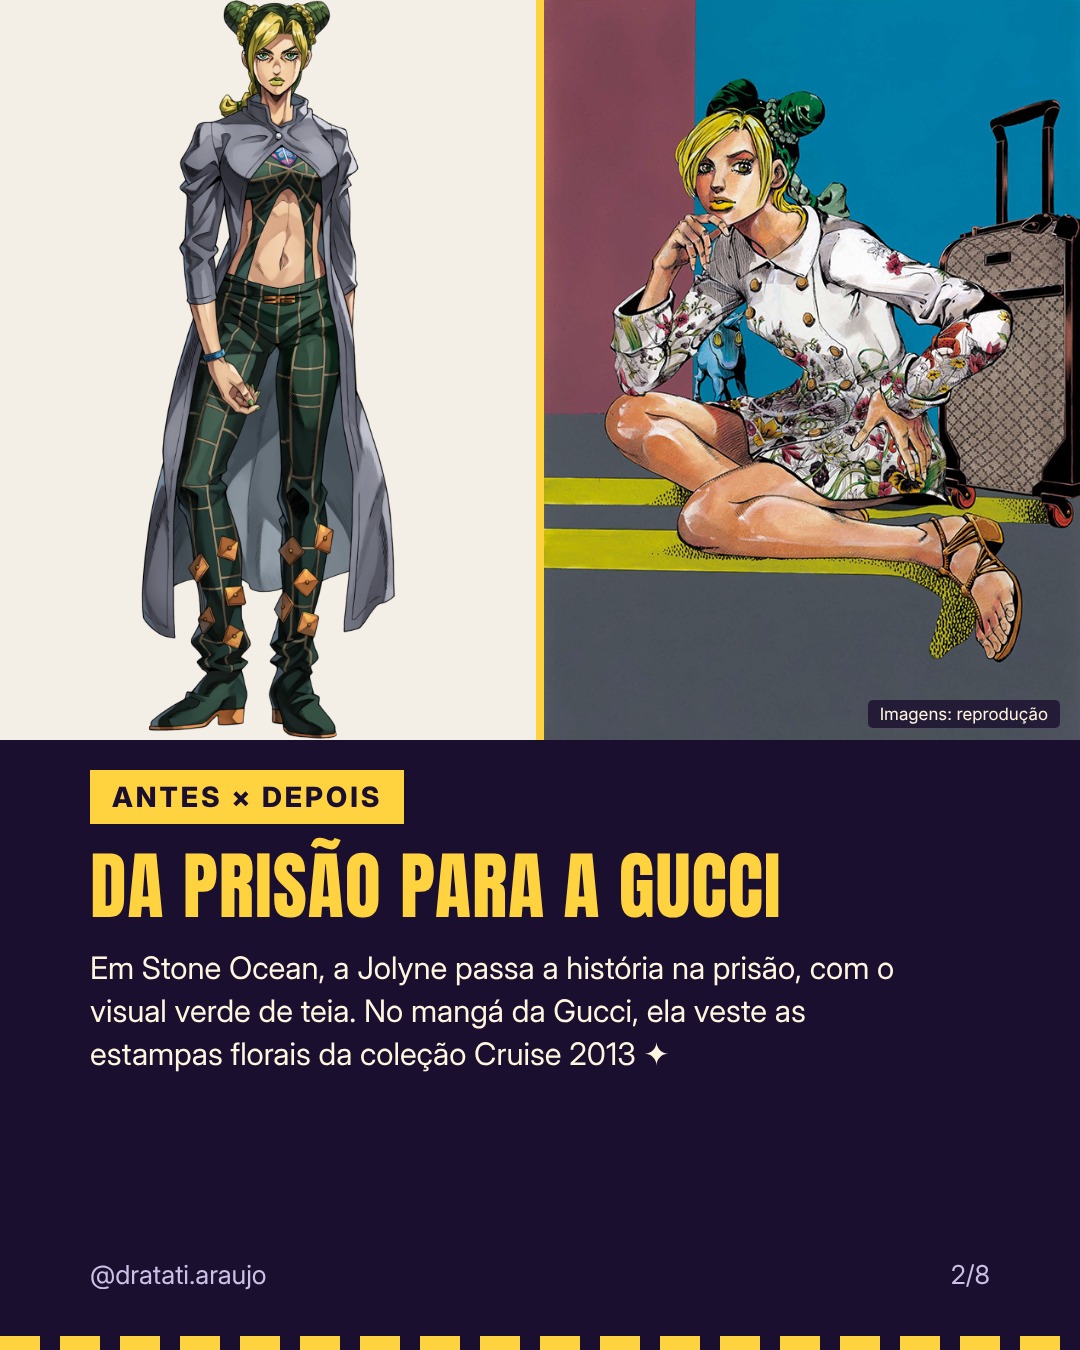 Imagens: reprodução
ANTES × DEPOIS
DA PRISÃO PARA A GUCCI
Em Stone Ocean, a Jolyne passa a história na prisão, com o
visual verde de teia. No mangá da Gucci, ela veste as
estampas florais da coleção Cruise 2013 ✦
@dratati.araujo
2/8